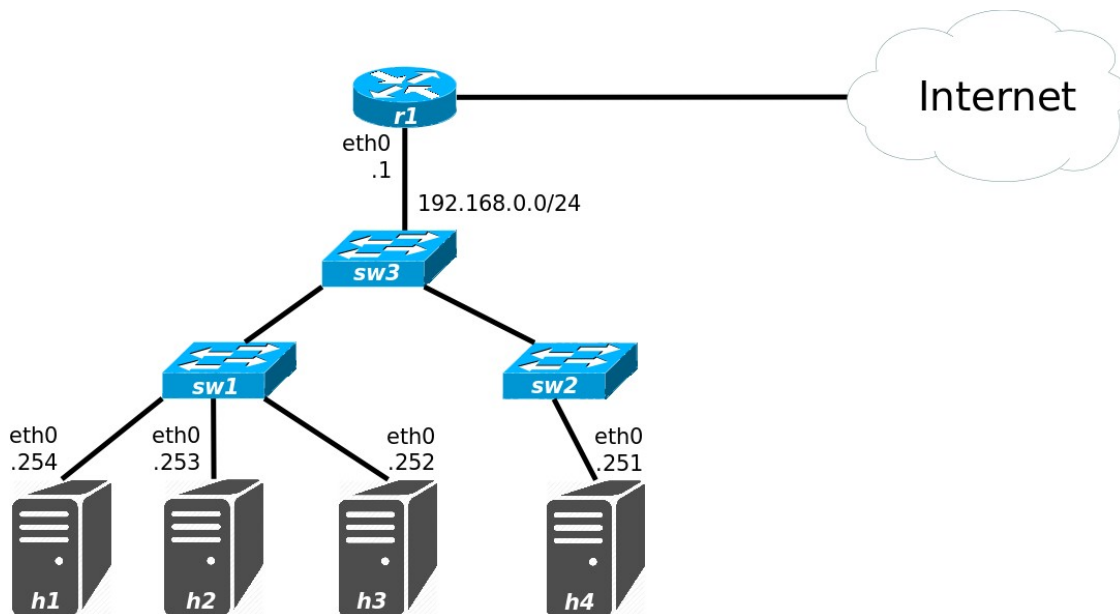 Internet
r1
eth0
.1
192.168.0.0/24
sw3
sw1
sw2
eth0
.254
eth0
.253
eth0
.252
eth0
.251
h1
h2
h3
h4